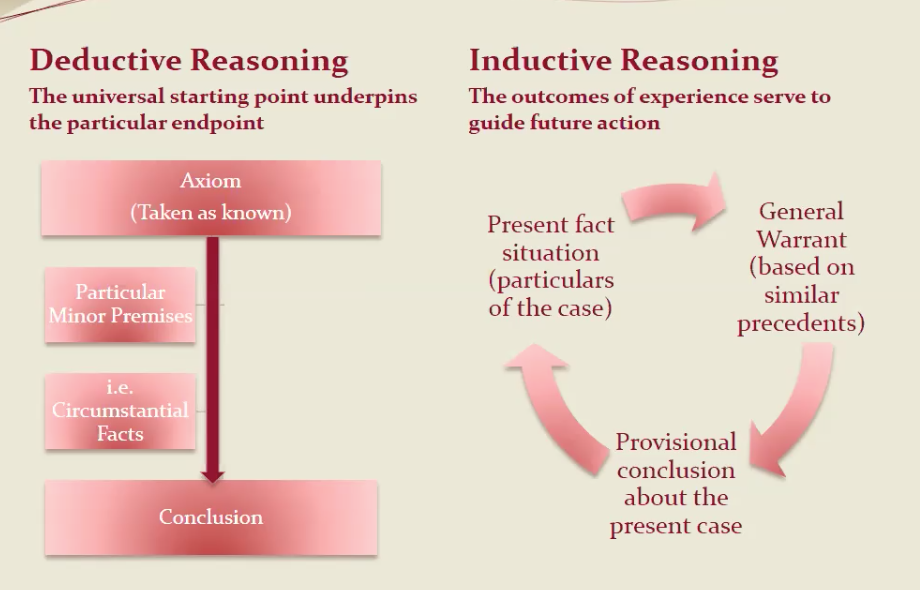 Deductive Reasoning
The universal starting point underpins
the particular endpoint
Axiom
(Taken as known)
Particular
Minor Premises
i.e.
Circumstantial
Facts
Conclusion
Inductive Reasoning
The outcomes of experience serve to
guide future action
Present fact
situation
(particulars
of the case)
General
Warrant
(based on
similar
precedents)
Provisional
conclusion
about the
present case